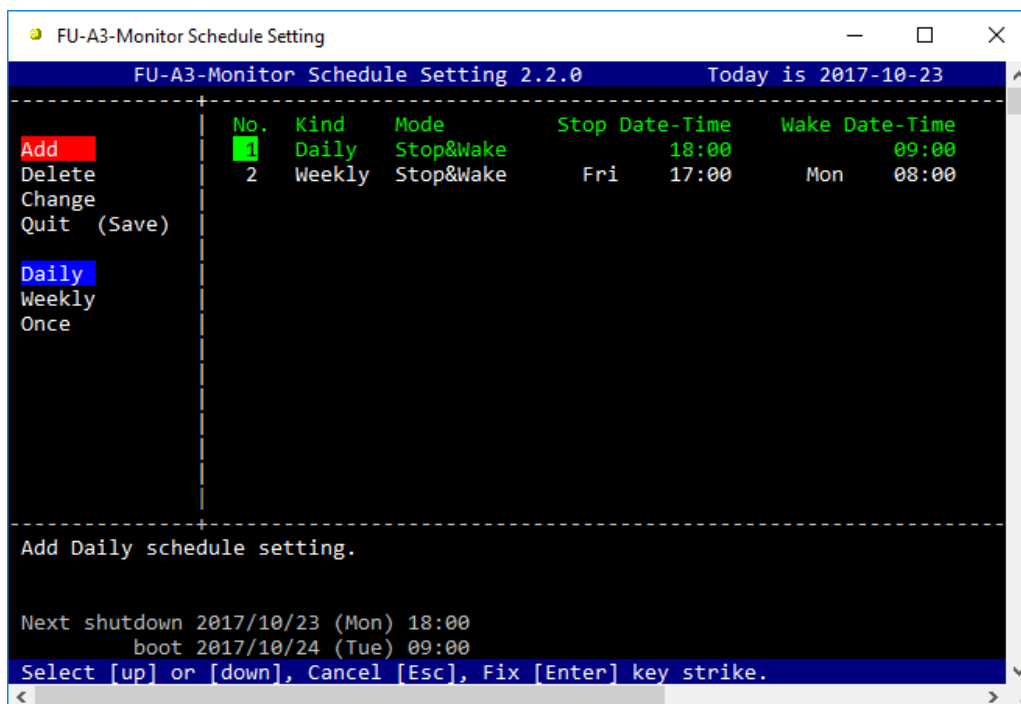 FU-A3-Monitor Schedule Setting
FU-A3-Monitor Schedule Setting 2.2.0 Today is 2017-10-23
No. Kind Mode Stop Date-Time Wake Date-Time
Add 1 Daily Stop&Wake 18:00 09:00
Delete 2 Weekly Stop&Wake Fri 17:00 Mon 08:00
Change
Quit (Save)
Daily
Weekly
Once
Add Daily schedule setting.
Next shutdown 2017/10/23 (Mon) 18:00
boot 2017/10/24 (Tue) 09:00
Select [up] or [down], Cancel [Esc], Fix [Enter] key strike.